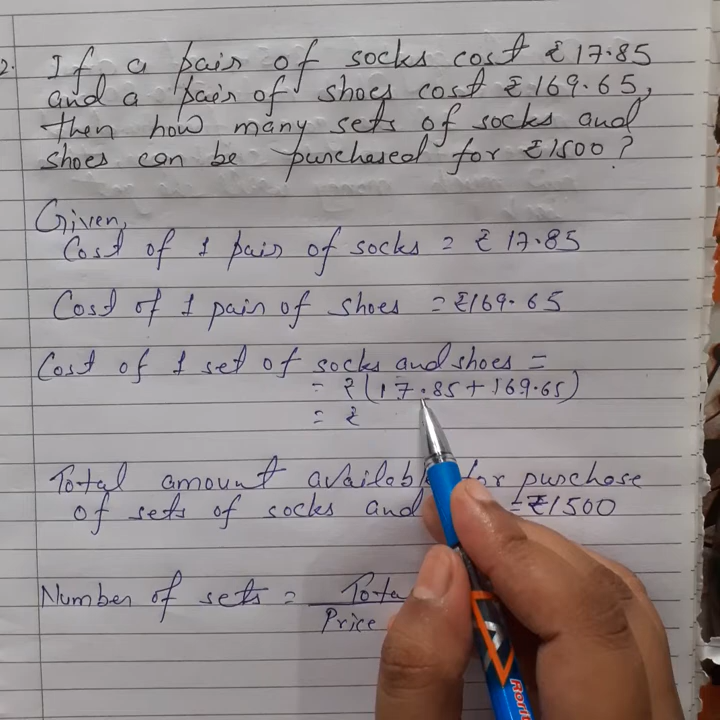 2. If a pair of socks cost ₹17.85
and a pair of shoes cost ₹169.65,
then how many sets of socks and
shoes can be purchased for ₹1500?
Given,
Cost of 1 pair of socks = ₹17.85
Cost of 1 pair of shoes = ₹169.65
Cost of 1 set of socks and shoes =
= ₹(17.85+169.65)
= ₹
Total amount available for purchase
of sets of socks and =₹1500
Number of sets = Tota
Price